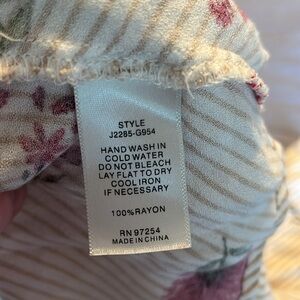 STYLE
J2285-G954
HAND WASH IN
COLD WATER
DO NOT BLEACH
LAY FLAT TO DRY
COOL IRON
IF NECESSARY
100%RAYON
RN 97254
MADE IN CHINA